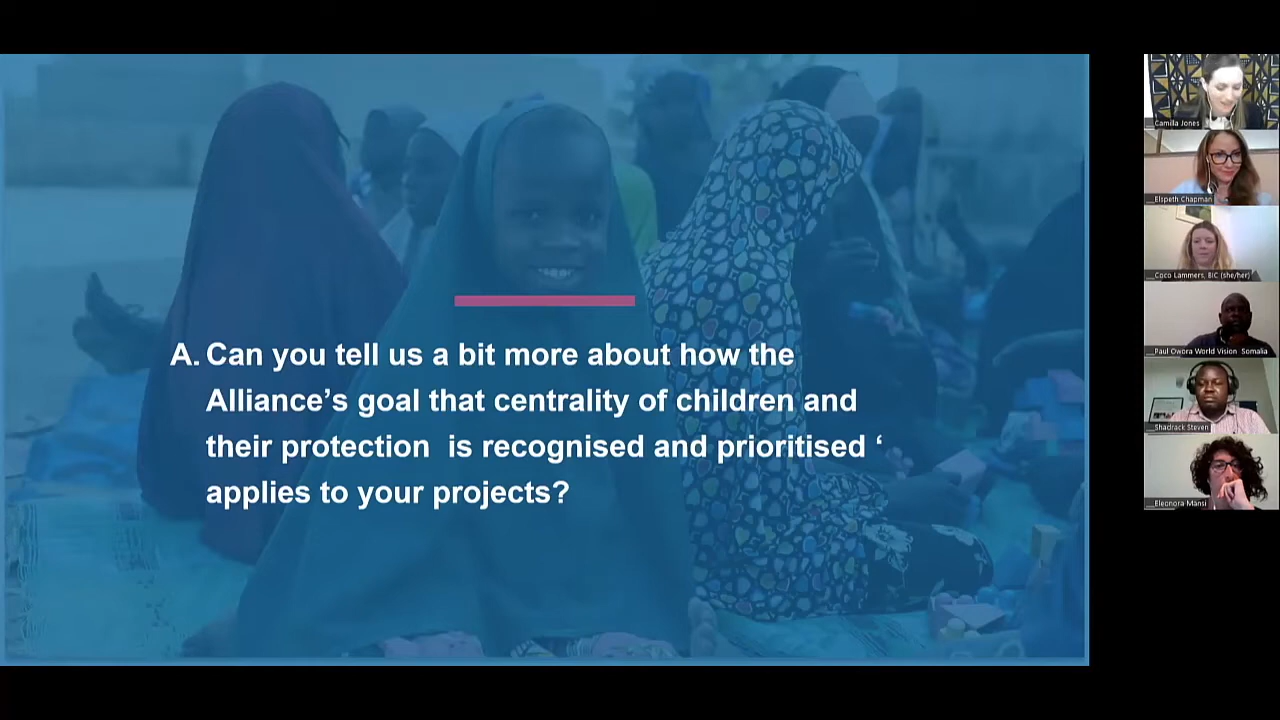 A. Can you tell us a bit more about how the
Alliance’s goal that centrality of children and
their protection  is recognised and prioritised ‘
applies to your projects?
Camilla Jones
Elspeth Chapman
Coco Lammers, BIC (she/her)
Paul Owora World Vision Somalia
Shadrack Steven
Eleonora Mansi